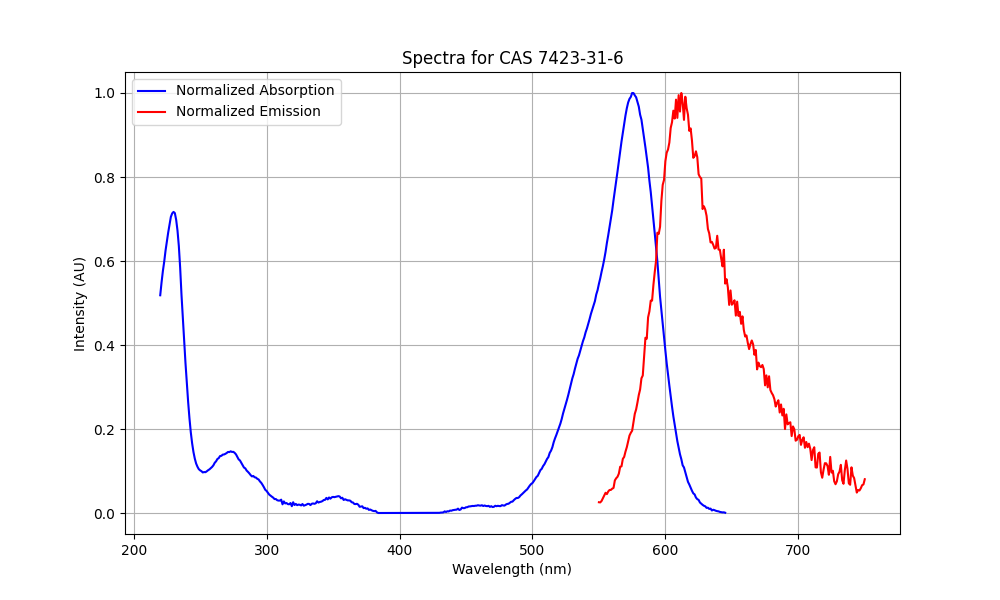 Spectra for CAS 7423-31-6
Normalized Absorption
Normalized Emission
Intensity (AU)
1.0
0.8
0.6
0.4
0.2
0.0
200 300 400 500 600 700
Wavelength (nm)